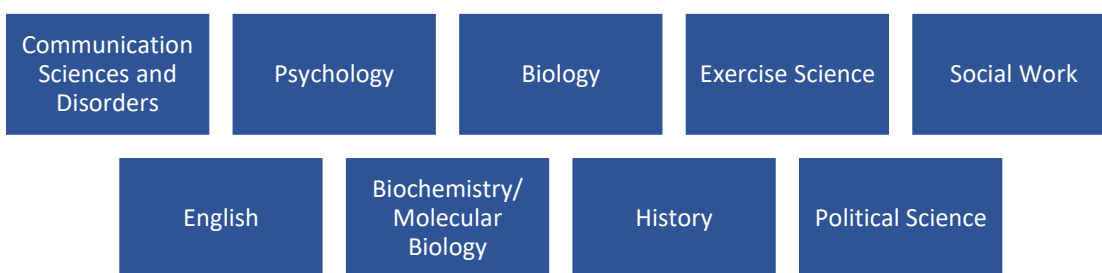 Communication
Sciences and
Disorders
Psychology
Biology
Exercise Science
Social Work
English
Biochemistry/
Molecular
Biology
History
Political Science